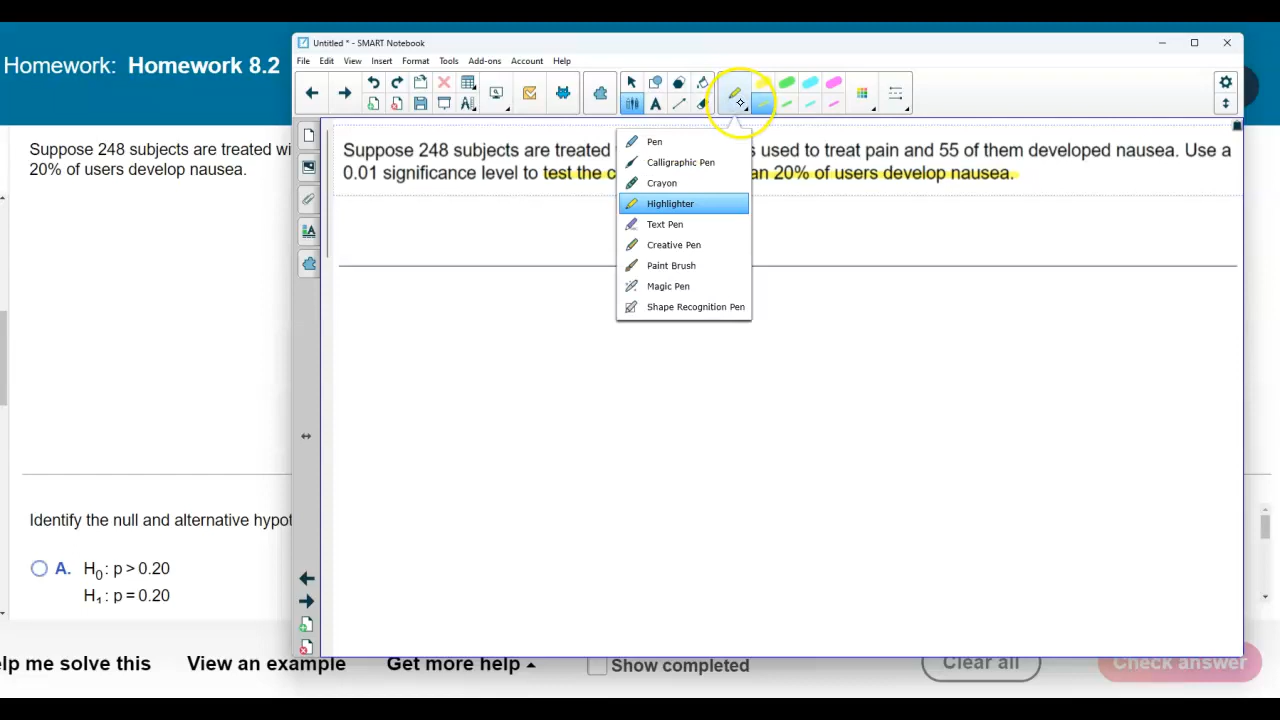 Homework: Homework 8.2
Untitled * - SMART Notebook
File Edit View Insert Format Tools Add-ons Account Help
Suppose 248 subjects are treated wi
20% of users develop nausea.
Suppose 248 subjects are treated s used to treat pain and 55 of them developed nausea. Use a
0.01 significance level to test the c an 20% of users develop nausea.
Pen
Calligraphic Pen
Crayon
Highlighter
Text Pen
Creative Pen
Paint Brush
Magic Pen
Shape Recognition Pen
Identify the null and alternative hypot
A. H0 : p > 0.20
H1 : p = 0.20
elp me solve this View an example Get more help Show completed Clear all Check answer